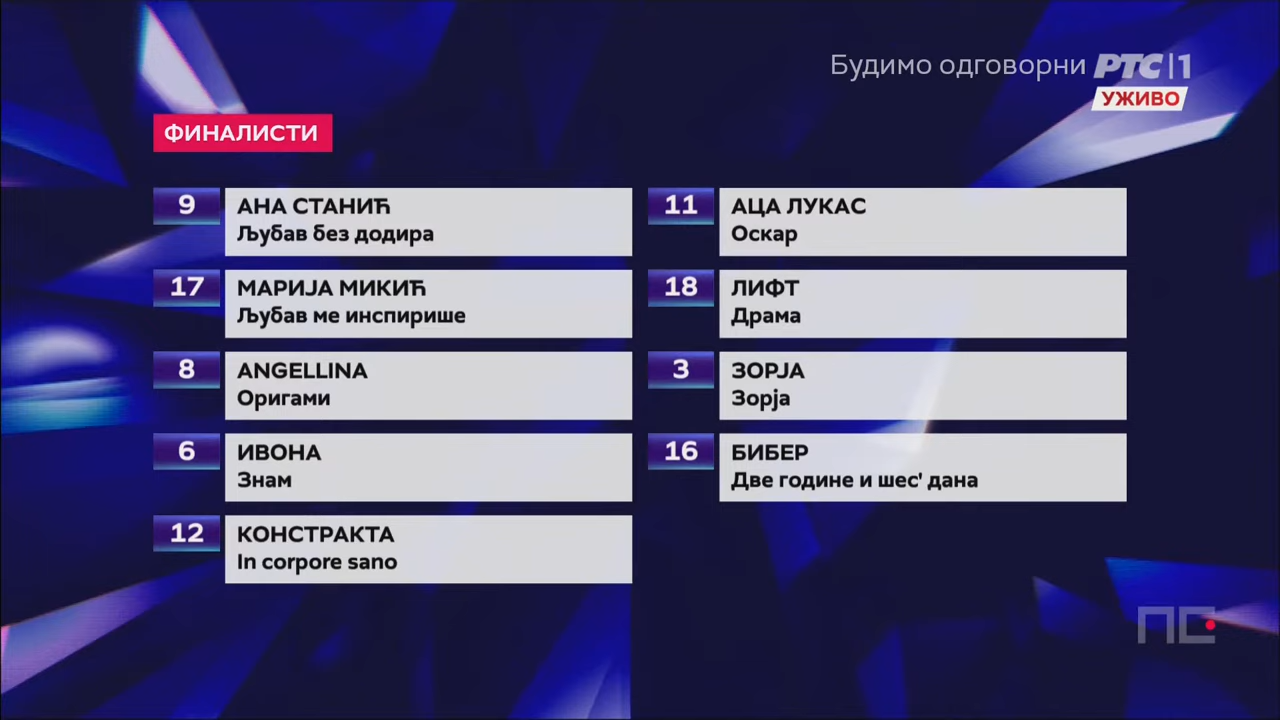 Будимо одговорни РТС|1
УЖИВО
ФИНАЛИСТИ
9 АНА СТАНИЋ
Љубав без додира
17 МАРИЈА МИКИЋ
Љубав ме инспирише
8 ANGELLINA
Оригами
6 ИВОНА
Знам
12 КОНСТРАКТА
In corpore sano
11 АЦА ЛУКАС
Оскар
18 ЛИФТ
Драма
3 ЗОРЈА
Зорја
16 БИБЕР
Две године и шес' дана
ПС